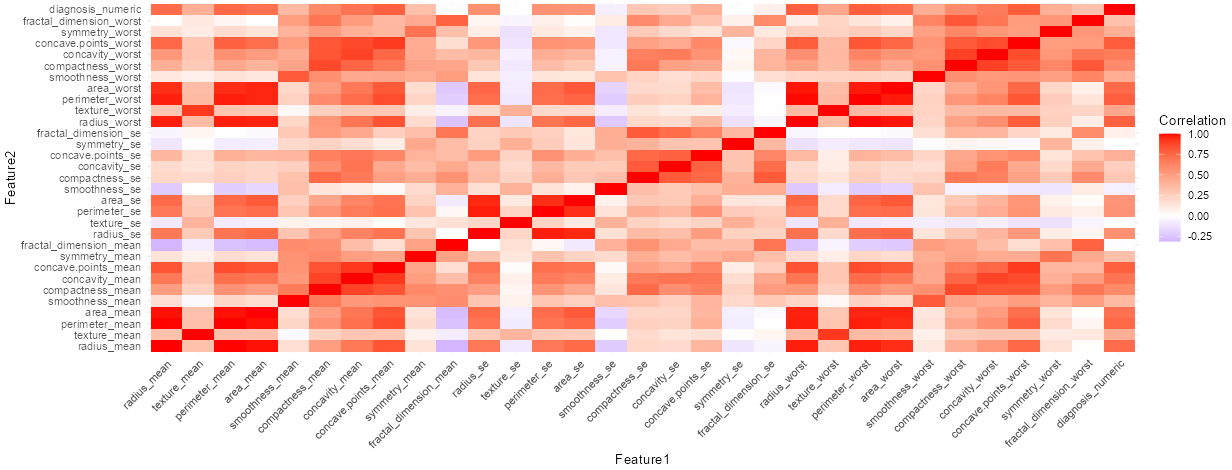 diagnosis_numeric
fractal_dimension_worst
symmetry_worst
concave.points_worst
concavity_worst
compactness_worst
smoothness_worst
area_worst
perimeter_worst
texture_worst
radius_worst
fractal_dimension_se
symmetry_se
concave.points_se
concavity_se
compactness_se
smoothness_se
area_se
perimeter_se
texture_se
radius_se
fractal_dimension_mean
symmetry_mean
concave.points_mean
concavity_mean
compactness_mean
smoothness_mean
area_mean
perimeter_mean
texture_mean
radius_mean
Feature2
radius_mean
texture_mean
perimeter_mean
area_mean
smoothness_mean
compactness_mean
concavity_mean
concave.points_mean
symmetry_mean
fractal_dimension_mean
radius_se
texture_se
perimeter_se
area_se
smoothness_se
compactness_se
concavity_se
concave.points_se
symmetry_se
fractal_dimension_se
radius_worst
texture_worst
perimeter_worst
area_worst
smoothness_worst
compactness_worst
concavity_worst
concave.points_worst
symmetry_worst
fractal_dimension_worst
diagnosis_numeric
Feature1
Correlation
1.00
0.75
0.50
0.25
0.00
-0.25